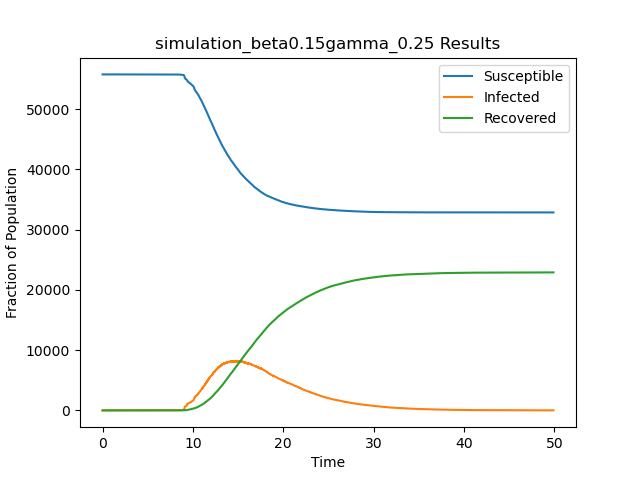 simulation_beta0.15gamma_0.25 Results
Susceptible
Infected
Recovered
Fraction of Population
50000
40000
30000
20000
10000
0
0 10 20 30 40 50
Time